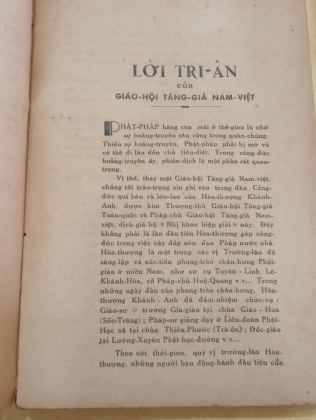 LỜI TRI-ÂN
của
GIÁO-HỘI TĂNG-GIÀ NAM-VIỆT
PHẬT-PHÁP hằng còn mãi ở thế-gian là nhờ
sự hoằng-truyền sâu rộng trong quần-chúng.
Thiếu sự hoằng-truyền, Phật-pháp phải bị mờ và
có thể đi lần đến chỗ tiêu-diệt. Trong công đức
hoằng-truyền ấy, phiên-dịch là một phần rất quan-
trọng.
Vì thế, thay mặt Giáo-hội Tăng-già Nam-việt,
chúng tôi trân-trọng xin ghi vào trang đầu Công-
đức quí báu và lớn-lao của Hòa-thượng Khánh-
Anh, đương kim Thượng-thủ Giáo-hội Tăng-già
Toàn-quốc và Pháp-chủ Giáo-hội Tăng-già Nam-
việt, dịch-giả bộ « Nhị khóa hiệp giải » này. Đây
không phải là lần đầu tiên Hòa-thượng góp công-
đức trong việc xây đắp nền đạo Pháp nước nhà.
Hòa-thượng là một trong các vị Trưởng-lão đã
sáng-lập và xúc-tiến phong-trào chấn-hưng Phật-
giáo ở miền Nam, như sư cụ Tuyên-Linh Lê-
Khánh-Hòa, cố Pháp-chủ Huệ-Quang v.v... Trong
những ngày đầu của phong-trào chấn-hưng, Hòa-
thượng Khánh-Anh đã đảm-nhiệm chức-vụ :
Giáo-sư ở trường Gia-giáo tại chùa Giác-Hoa
(Sóc-Trăng) ; Pháp-sư giảng dạy ở Liên-đoàn Phật-
Học xã tại chùa Thiên-Phước (Trà-ôn) ; Đốc-giáo
tại Lưỡng-Xuyên Phật-học-đường v.v...
Theo với thời-gian, quý vị trưởng-lão Hòa-
thượng, những người bạn đồng-hành đầu tiên của